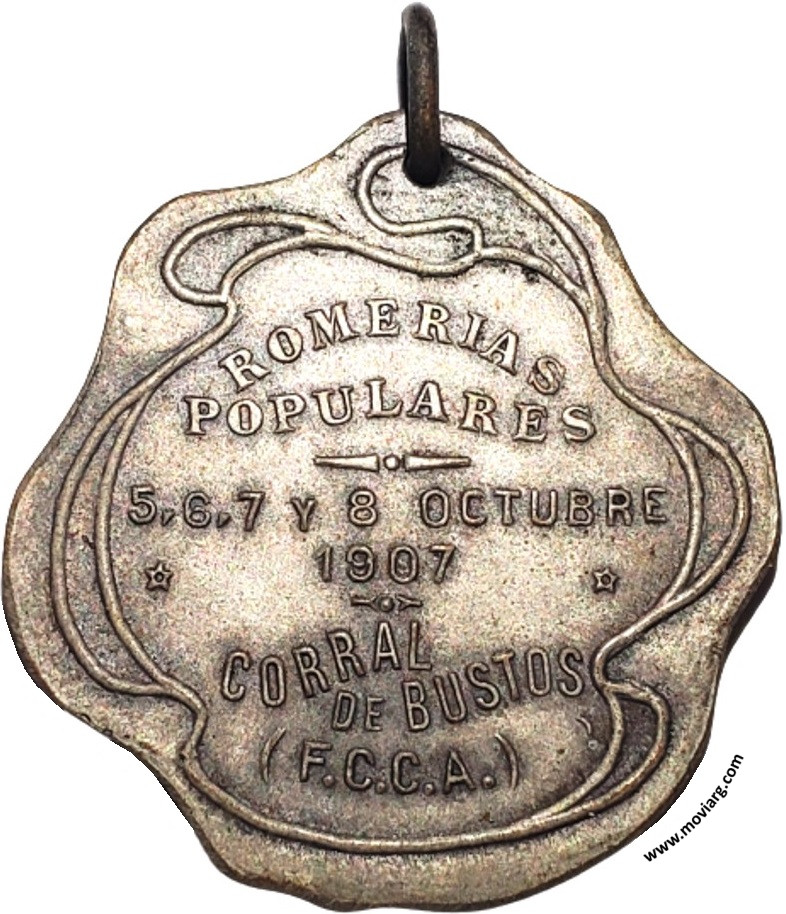 ROMERIAS
POPULARES
5,6,7 Y 8 OCTUBRE
1907
CORRAL
DE BUSTOS
(F.C.C.A.)
www.moviarg.com